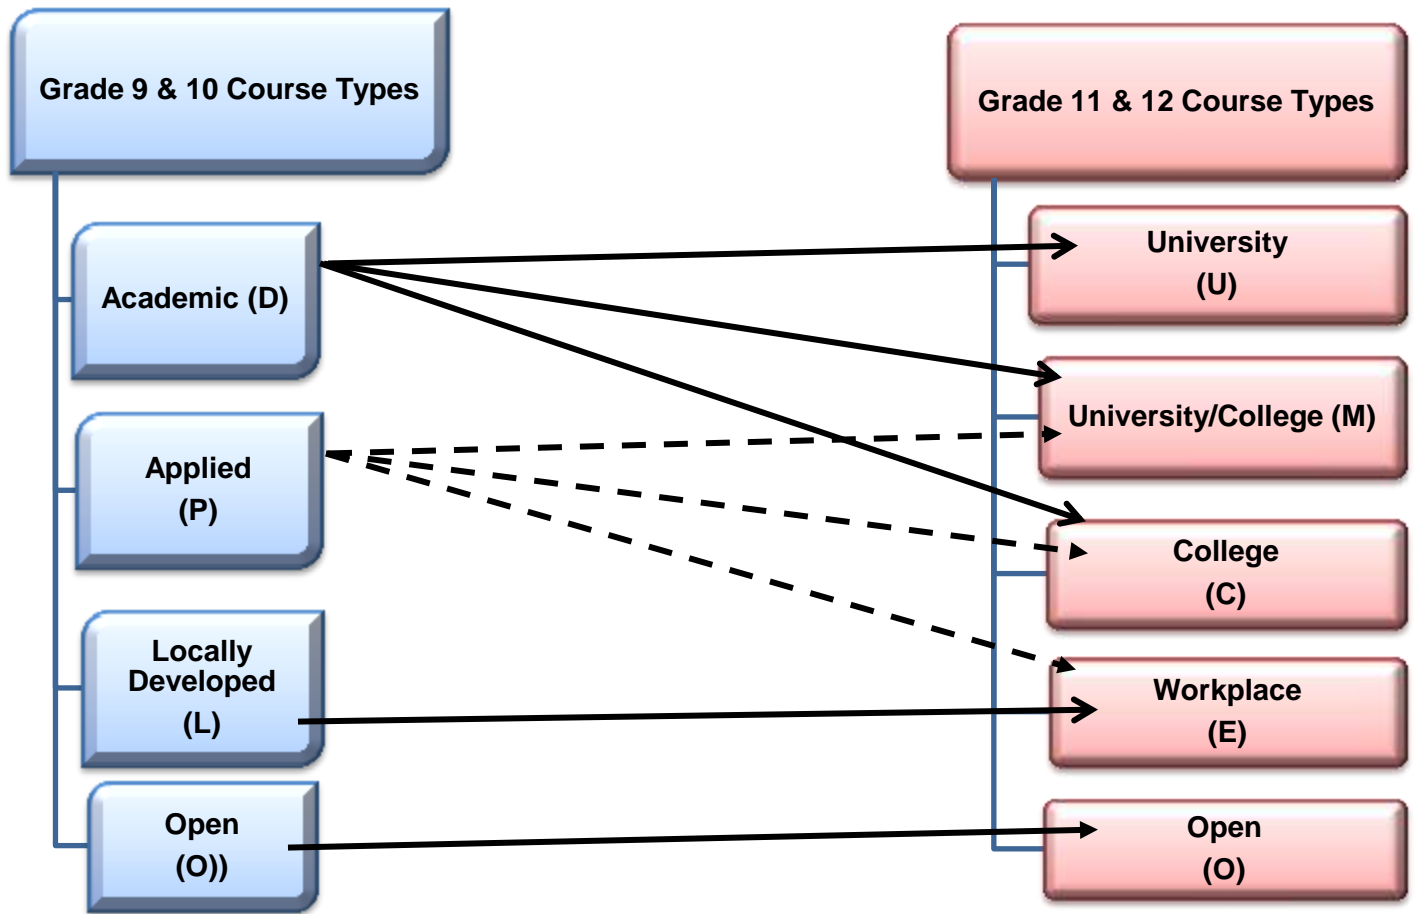 Grade 9 & 10 Course Types
Academic (D)
Applied
(P)
Locally
Developed
(L)
Open
(O))
Grade 11 & 12 Course Types
University
(U)
University/College (M)
College
(C)
Workplace
(E)
Open
(O)